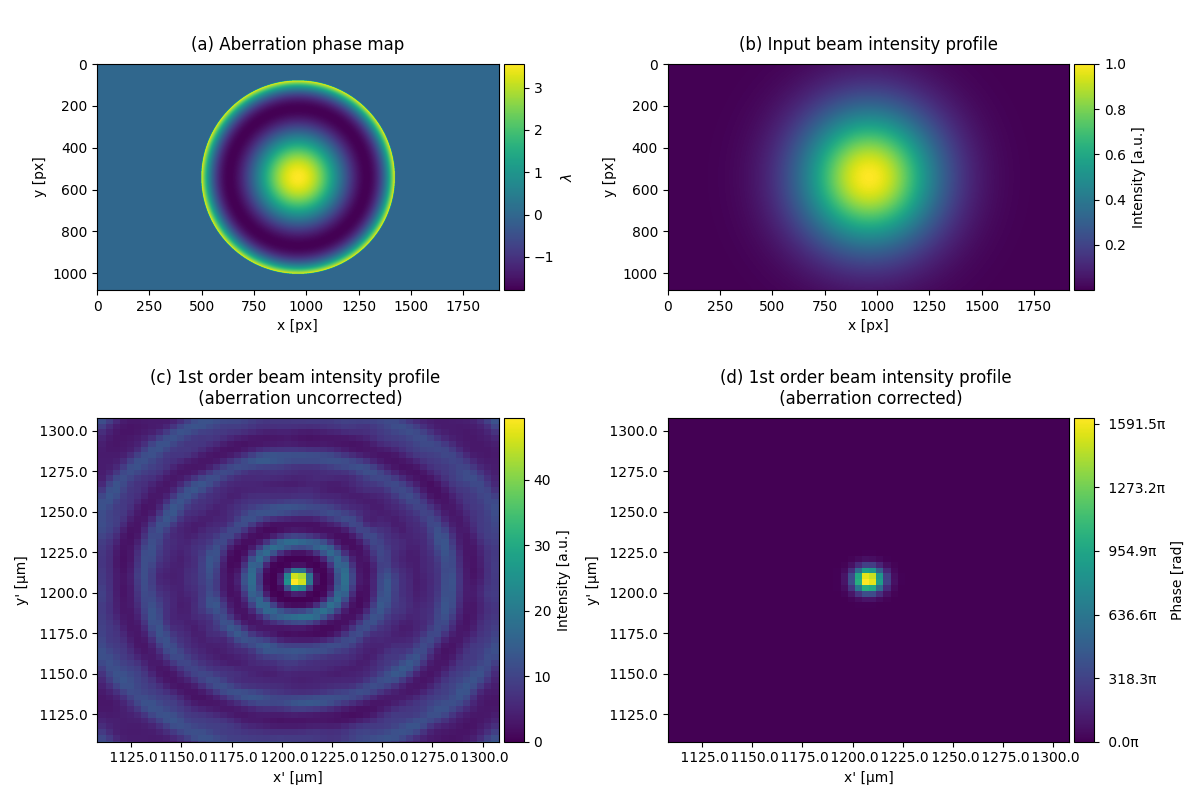 (a) Aberration phase map
0
200
400
600
800
1000
y [px]
0 250 500 750 1000 1250 1500 1750
x [px]
3
2
1
0
−1
λ
(b) Input beam intensity profile
0
200
400
600
800
1000
y [px]
0 250 500 750 1000 1250 1500 1750
x [px]
1.0
0.8
0.6
0.4
0.2
Intensity [a.u.]
(c) 1st order beam intensity profile
(aberration uncorrected)
1300.0
1275.0
1250.0
1225.0
1200.0
1175.0
1150.0
1125.0
y' [μm]
1125.0 1150.0 1175.0 1200.0 1225.0 1250.0 1275.0 1300.0
x' [μm]
40
30
20
10
0
Intensity [a.u.]
(d) 1st order beam intensity profile
(aberration corrected)
1300.0
1275.0
1250.0
1225.0
1200.0
1175.0
1150.0
1125.0
y' [μm]
1125.0 1150.0 1175.0 1200.0 1225.0 1250.0 1275.0 1300.0
x' [μm]
1591.5π
1273.2π
954.9π
636.6π
318.3π
0.0π
Phase [rad]